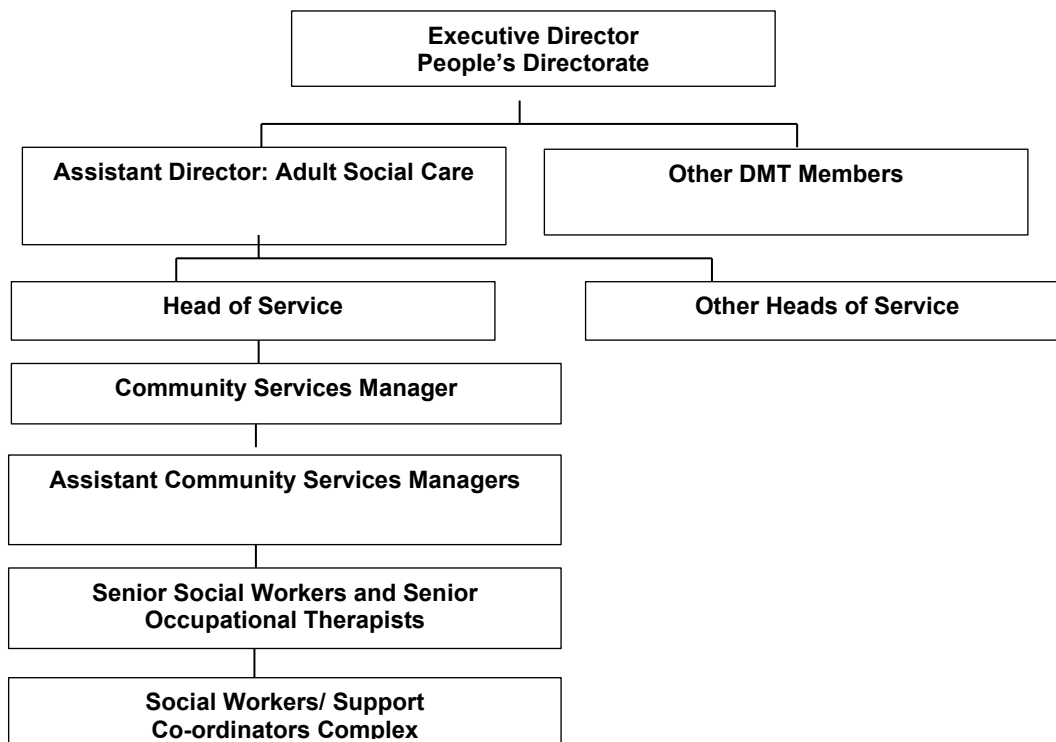 Executive Director
People’s Directorate
Assistant Director: Adult Social Care
Other DMT Members
Head of Service
Other Heads of Service
Community Services Manager
Assistant Community Services Managers
Senior Social Workers and Senior
Occupational Therapists
Social Workers/ Support
Co-ordinators Complex